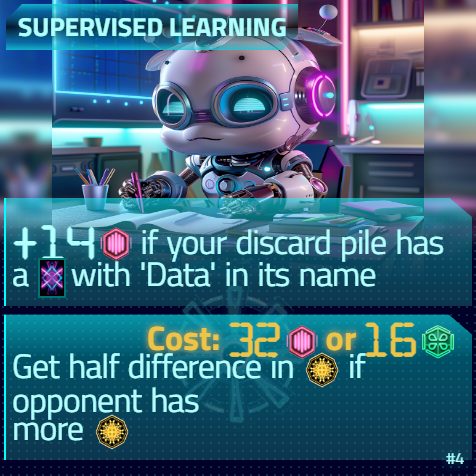 SUPERVISED LEARNING
+14 if your discard pile has
a with 'Data' in its name
Cost: 32 or 16
Get half difference in if
opponent has
more
#4